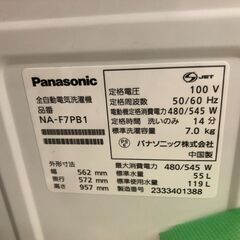 Panasonic
全自動電気洗濯機
品番
NA-F7PB1
外形寸法
幅 562 mm
奥行 572 mm
高さ 957 mm
JET
定格電圧 100 V
定格周波数 50/60 Hz
電動機定格消費電力 480/545 W
定格時間 洗いのみ 14 分
標準洗濯容量 7.0 kg
パナソニック株式会社
中国製
最大消費電力 480/545 W
標準水量 55 L
標準使用水量 119 L
製造番号 2333401388